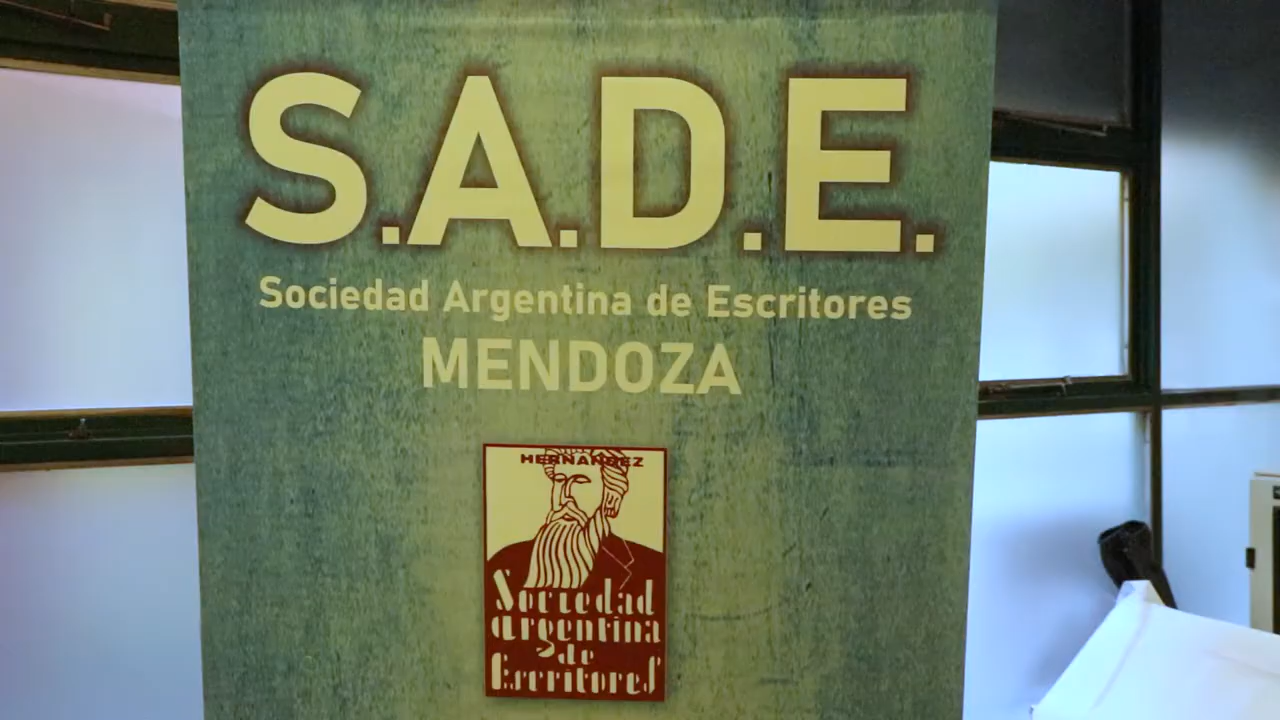 S.A.D.E.
Sociedad Argentina de Escritores
MENDOZA
HERNANDEZ
Sociedad
argentina
de
Escritores